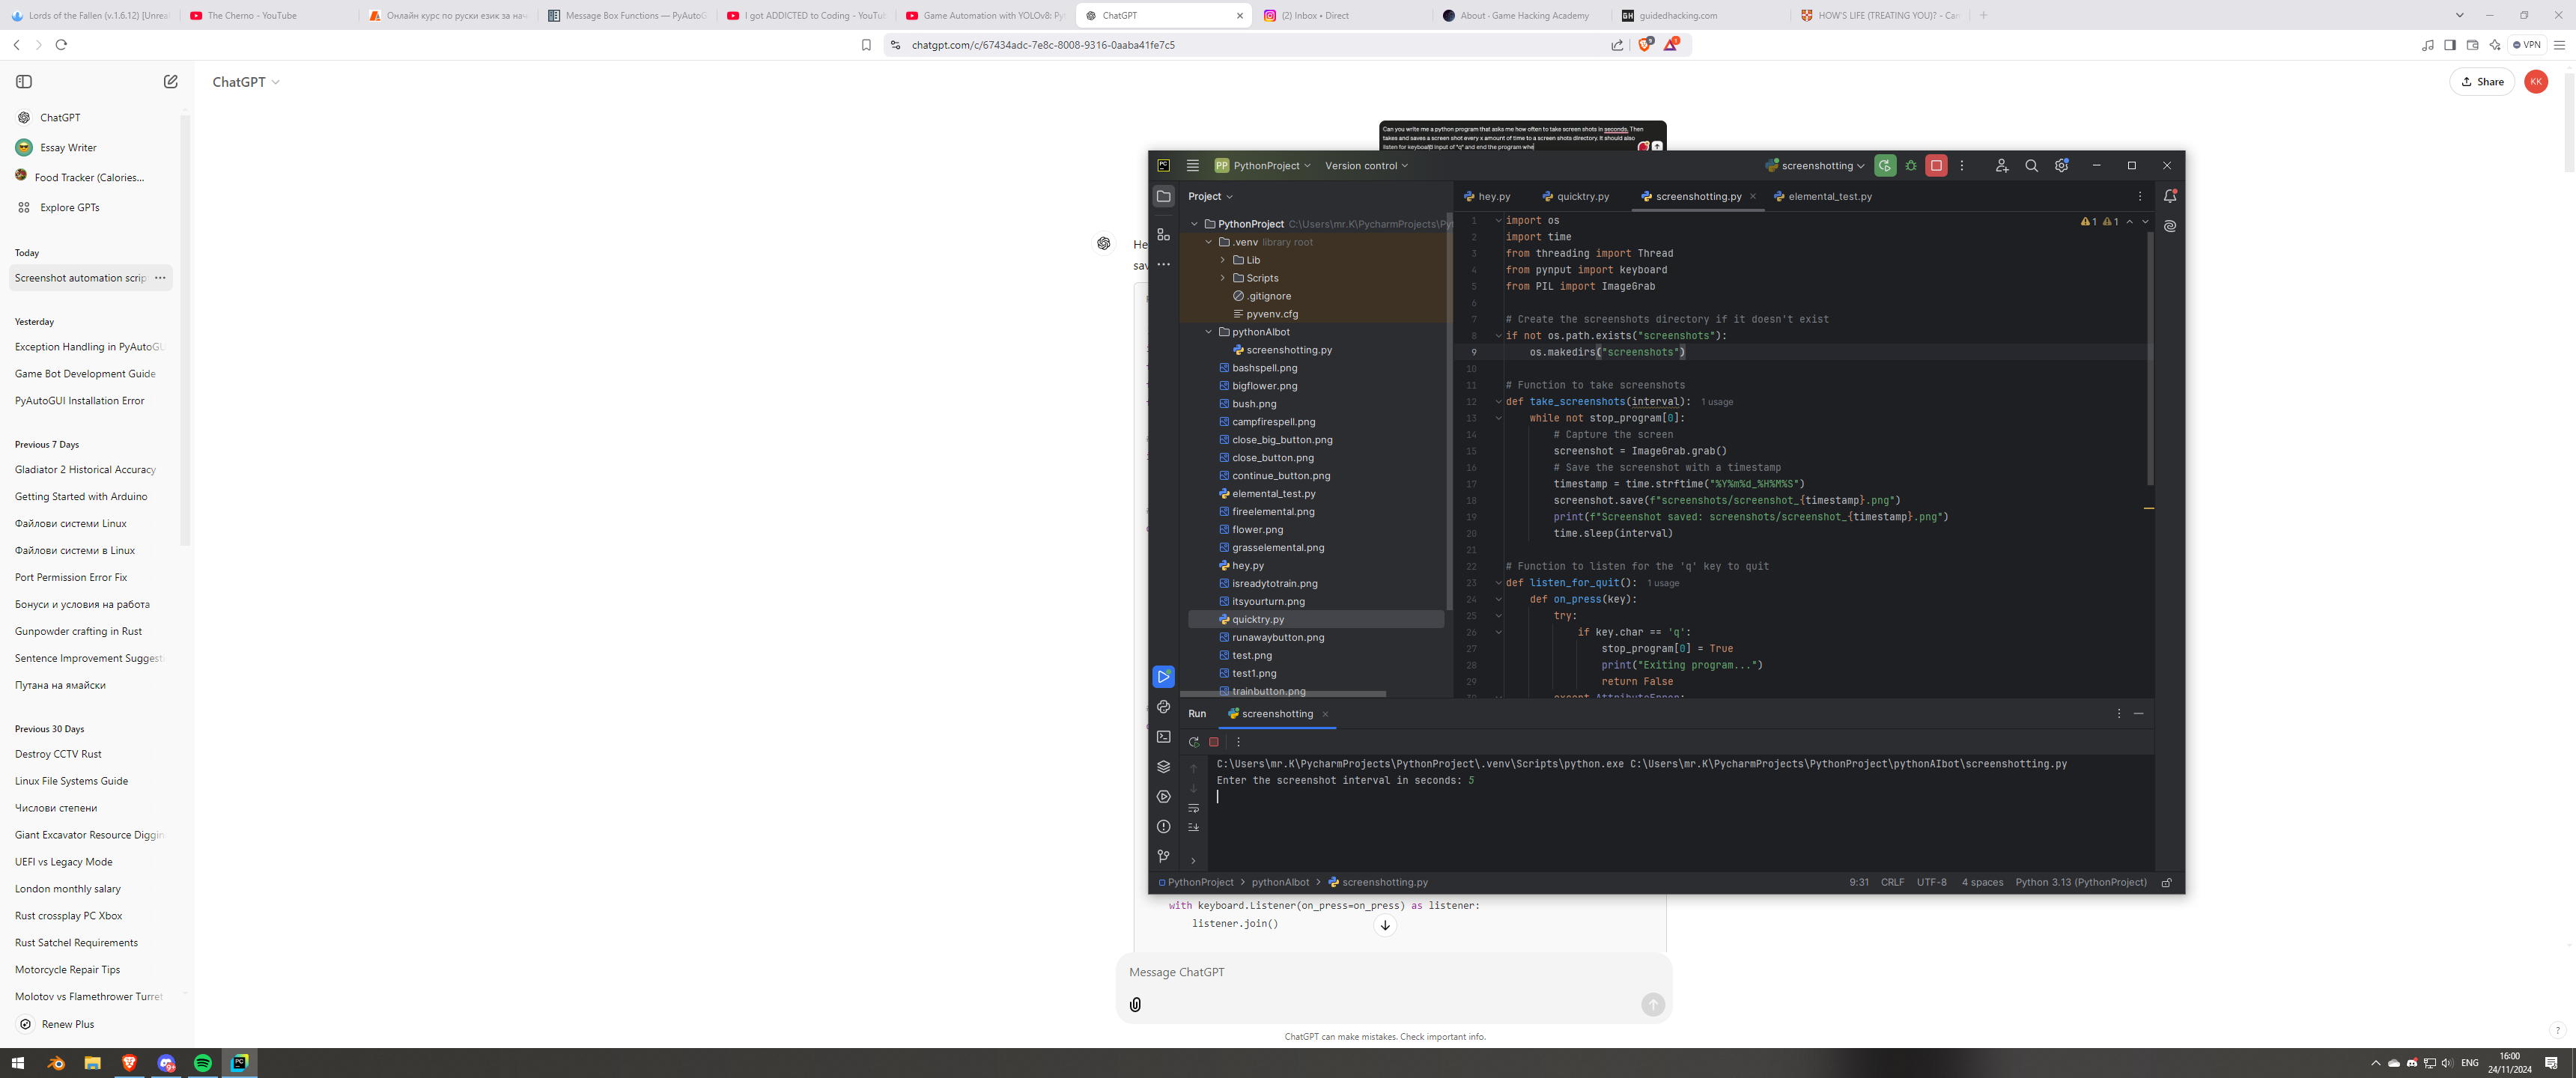 Lords of the Fallen (v.1.6.12) [Unreal
The Cherno - YouTube
Онлайн курс по руски език за нач
Message Box Functions — PyAutoG
I got ADDICTED to Coding - YouTub
Game Automation with YOLOv8: Py
ChatGPT
(2) Inbox • Direct
About - Game Hacking Academy
guidedhacking.com
HOW'S LIFE (TREATING YOU)? - Ca
chatgpt.com/c/67434adc-7e8c-8008-9316-0aaba41fe7c5
VPN
ChatGPT
Share
KK
ChatGPT
Essay Writer
Food Tracker (Calories...
Explore GPTs
Today
Screenshot automation scrip
Yesterday
Exception Handling in PyAutoGU
Game Bot Development Guide
PyAutoGUI Installation Error
Previous 7 Days
Gladiator 2 Historical Accuracy
Getting Started with Arduino
Файлови системи Linux
Файлови системи в Linux
Port Permission Error Fix
Бонуси и условия на работа
Gunpowder crafting in Rust
Sentence Improvement Suggest
Путана на ямайски
Previous 30 Days
Destroy CCTV Rust
Linux File Systems Guide
Числови степени
Giant Excavator Resource Diggin
UEFI vs Legacy Mode
London monthly salary
Rust crossplay PC Xbox
Rust Satchel Requirements
Motorcycle Repair Tips
Molotov vs Flamethrower Turret
Renew Plus
Can you write me a python program that asks me how often to take screen shots in seconds. Then
takes and saves a screen shot every x amount of time to a screen shots directory. It should also
listen for keyboard input of "q" and end the program whe
He
sav
PythonProject
Version control
screenshotting
Project
PythonProject C:\Users\mr.K\PycharmProjects\Pyt
.venv library root
Lib
Scripts
.gitignore
pyvenv.cfg
pythonAIbot
screenshotting.py
bashspell.png
bigflower.png
bush.png
campfirespell.png
close_big_button.png
close_button.png
continue_button.png
elemental_test.py
fireelemental.png
flower.png
grasselemental.png
hey.py
isreadytotrain.png
itsyourturn.png
quicktry.py
runawaybutton.png
test.png
test1.png
trainbutton.png
hey.py
quicktry.py
screenshotting.py
elemental_test.py
1 1
1 import os
2 import time
3 from threading import Thread
4 from pynput import keyboard
5 from PIL import ImageGrab
6
7 # Create the screenshots directory if it doesn't exist
8 if not os.path.exists("screenshots"):
9 os.makedirs("screenshots")
10
11 # Function to take screenshots
12 def take_screenshots(interval): 1 usage
13 while not stop_program[0]:
14 # Capture the screen
15 screenshot = ImageGrab.grab()
16 # Save the screenshot with a timestamp
17 timestamp = time.strftime("%Y%m%d_%H%M%S")
18 screenshot.save(f"screenshots/screenshot_{timestamp}.png")
19 print(f"Screenshot saved: screenshots/screenshot_{timestamp}.png")
20 time.sleep(interval)
21
22 # Function to listen for the 'q' key to quit
23 def listen_for_quit(): 1 usage
24 def on_press(key):
25 try:
26 if key.char == 'q':
27 stop_program[0] = True
28 print("Exiting program...")
29 return False
30 except AttributeError:
Run
screenshotting
C:\Users\mr.K\PycharmProjects\PythonProject\.venv\Scripts\python.exe C:\Users\mr.K\PycharmProjects\PythonProject\pythonAIbot\screenshotting.py
Enter the screenshot interval in seconds: 5
PythonProject > pythonAIbot > screenshotting.py
9:31 CRLF UTF-8 4 spaces Python 3.13 (PythonProject)
with keyboard.Listener(on_press=on_press) as listener:
listener.join()
Message ChatGPT
ChatGPT can make mistakes. Check important info.
?
ENG
16:00
24/11/2024